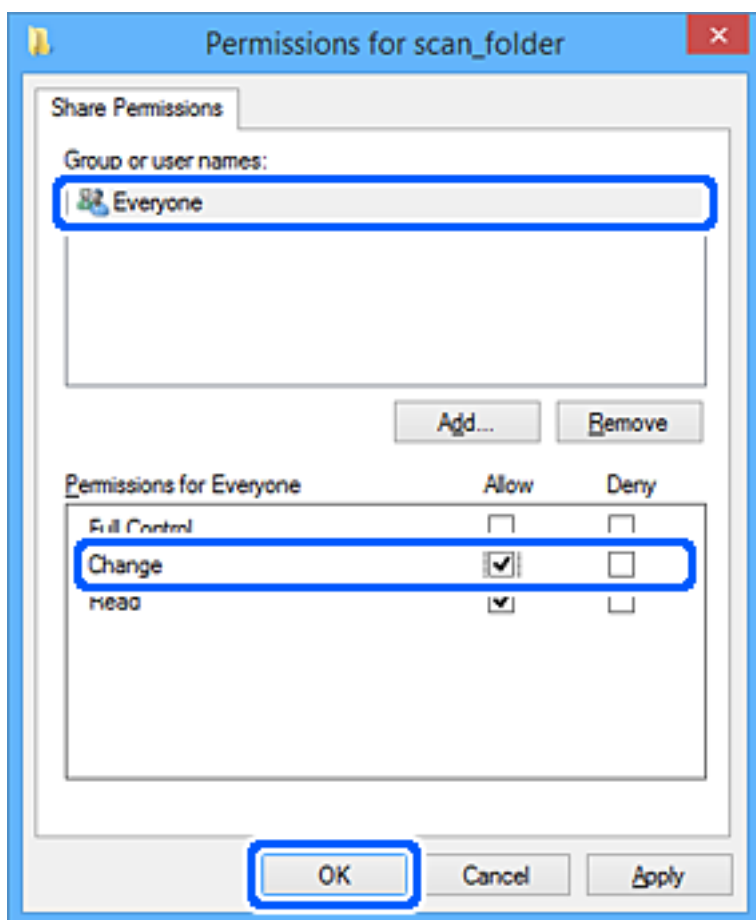 Permissions for scan_folder
Share Permissions
Group or user names:
Everyone
Add... Remove
Permissions for Everyone Allow Deny
Full Control
Change
Read
OK Cancel Apply